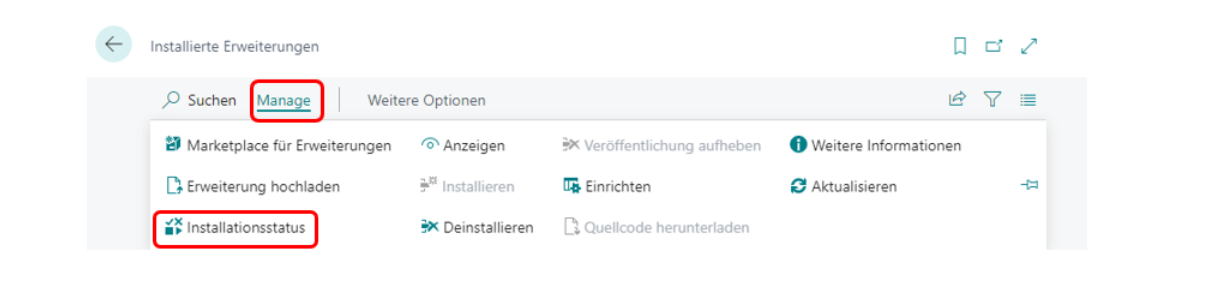 Installierte Erweiterungen
Suchen Manage Weitere Optionen
Marketplace für Erweiterungen Anzeigen Veröffentlichung aufheben Weitere Informationen
Erweiterung hochladen Installieren Einrichten Aktualisieren
Installationsstatus Deinstallieren Quellcode herunterladen